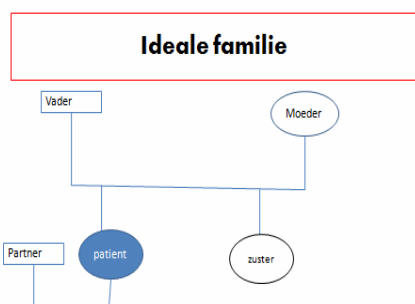 Ideale familie
Vader
Moeder
Partner
patient
zuster